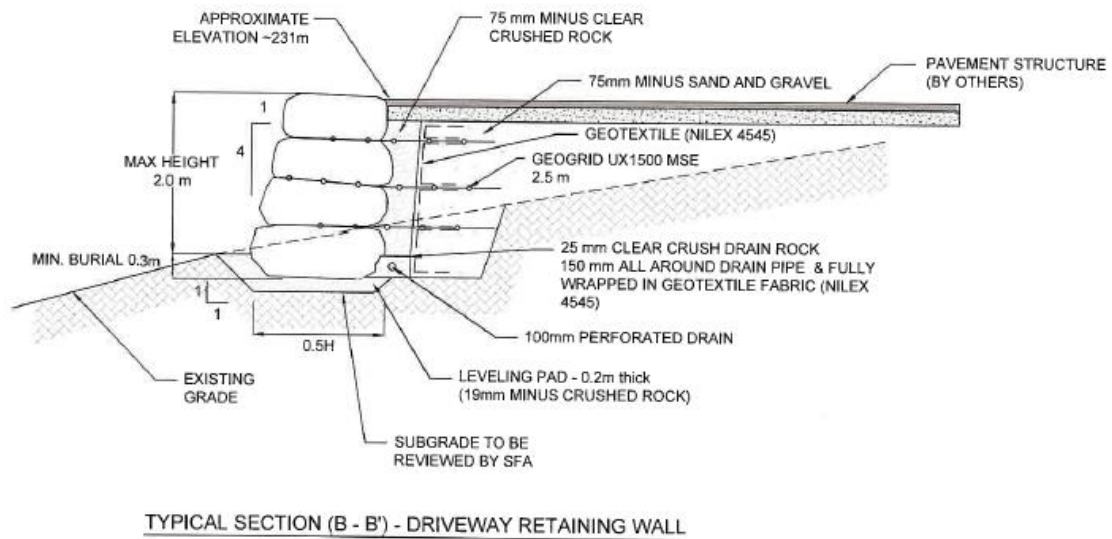 APPROXIMATE
ELEVATION ~231m
75 mm MINUS CLEAR
CRUSHED ROCK
PAVEMENT STRUCTURE
(BY OTHERS)
75mm MINUS SAND AND GRAVEL
1
4
GEOTEXTILE (NILEX 4545)
MAX HEIGHT
2.0 m
GEOGRID UX1500 MSE
2.5 m
MIN. BURIAL 0.3m
25 mm CLEAR CRUSH DRAIN ROCK
150 mm ALL AROUND DRAIN PIPE & FULLY
WRAPPED IN GEOTEXTILE FABRIC (NILEX
4545)
1
1
0.5H
100mm PERFORATED DRAIN
EXISTING
GRADE
LEVELING PAD - 0.2m thick
(19mm MINUS CRUSHED ROCK)
SUBGRADE TO BE
REVIEWED BY SFA
TYPICAL SECTION (B - B') - DRIVEWAY RETAINING WALL